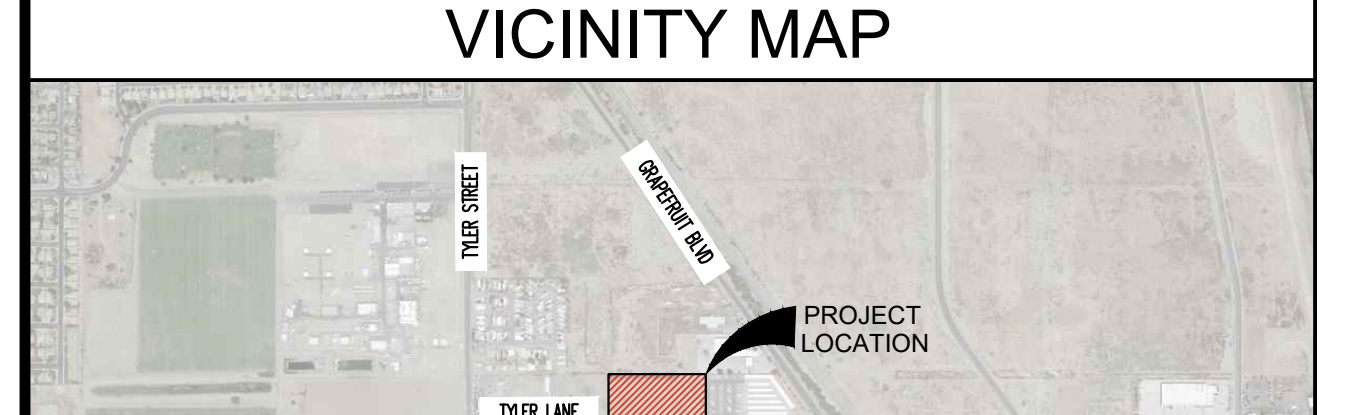 VICINITY MAP
TYLER STREET
GRAPEFRUIT BLVD
PROJECT
LOCATION
TYLER LANE